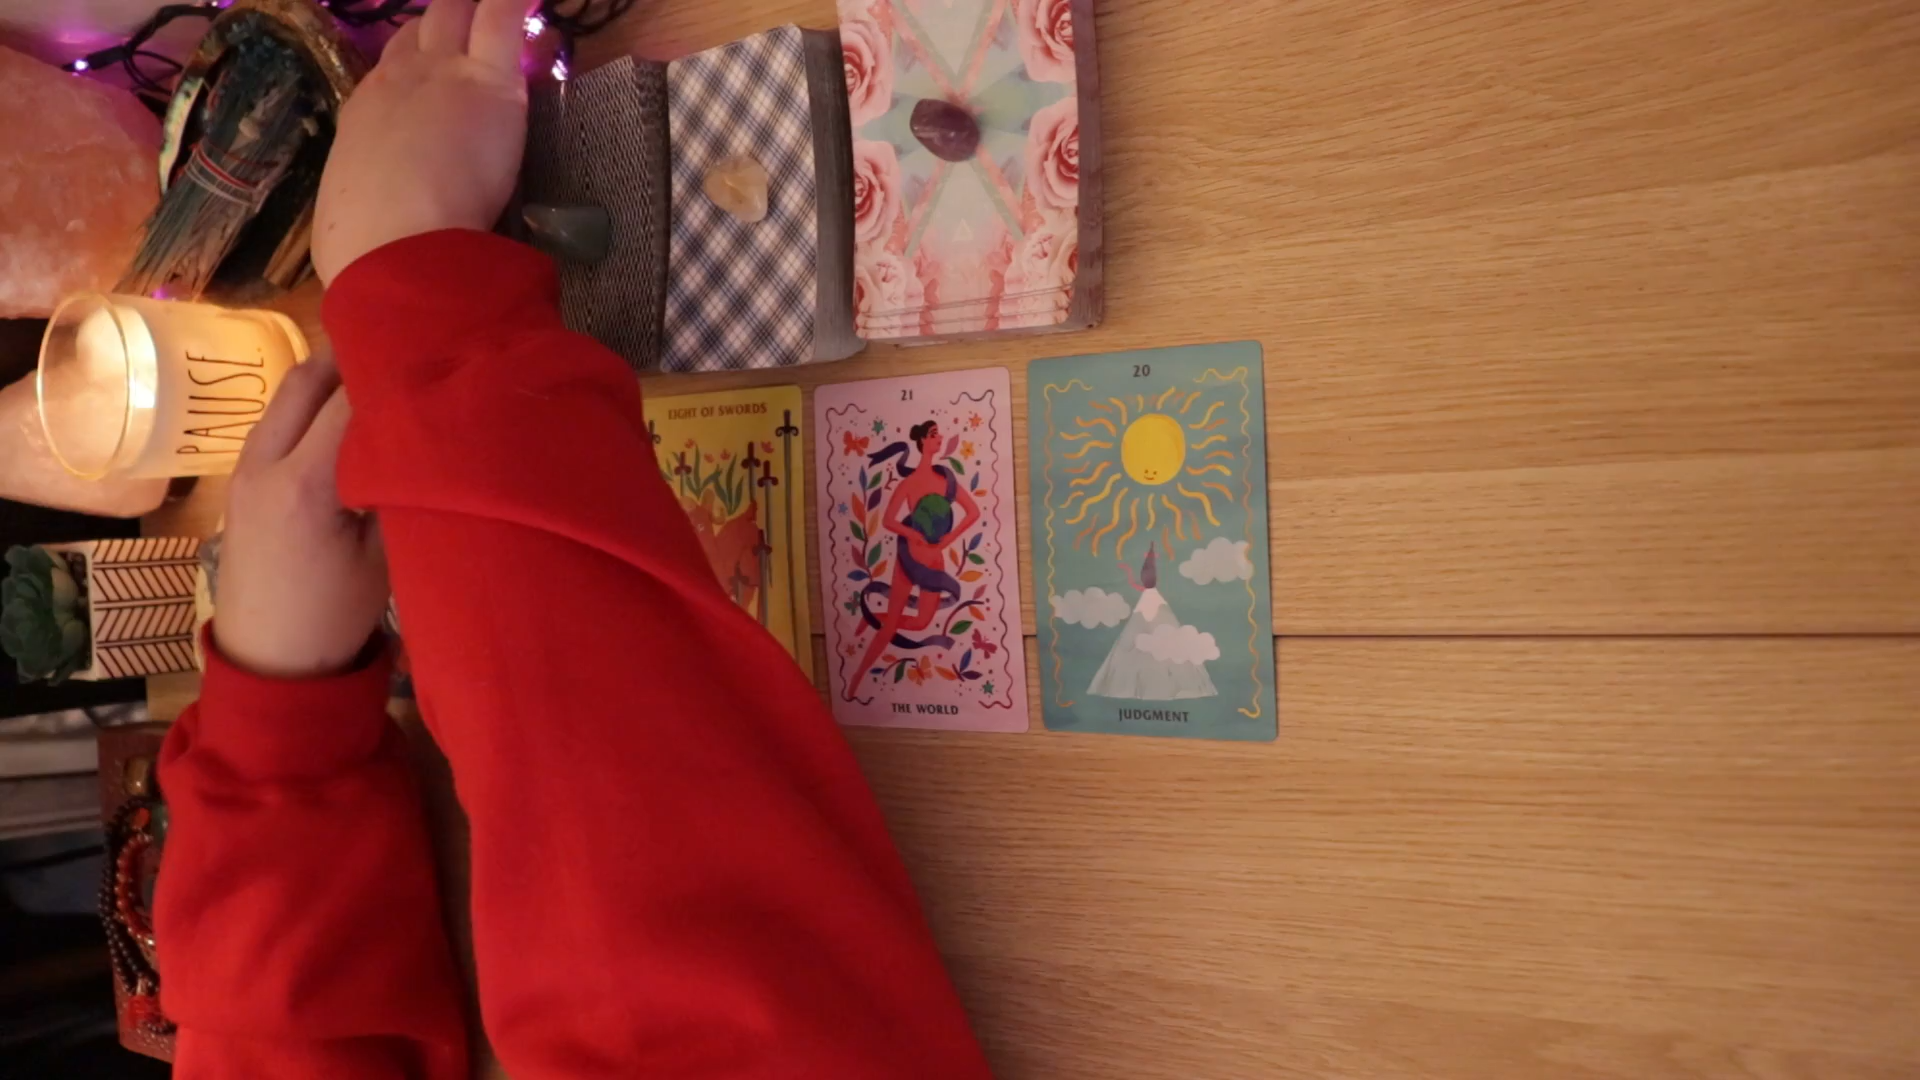 PAUSE.
EIGHT OF SWORDS
21
THE WORLD
20
JUDGMENT